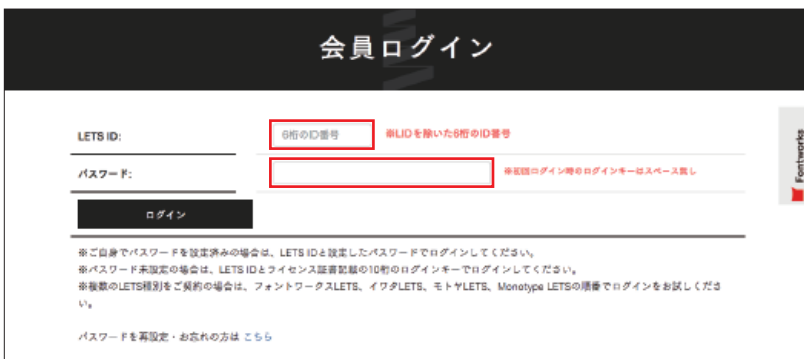 会員ログイン
LETS ID:
6桁のID番号
※LIDを除いた6桁のID番号
パスワード:
※初回ログイン時のログインキーはスペース無し
ログイン
※ご自身でパスワードを設定済みの場合は、LETS IDと設定したパスワードでログインしてください。
※パスワード未設定の場合は、LETS IDとライセンス証書記載の10桁のログインキーでログインしてください。
※複数のLETS種別をご契約の場合は、フォントワークスLETS、イワタLETS、モトヤLETS、Monotype LETSの順番でログインをお試しくださ
い。
パスワードを再設定・お忘れの方は こちら
Fontworks